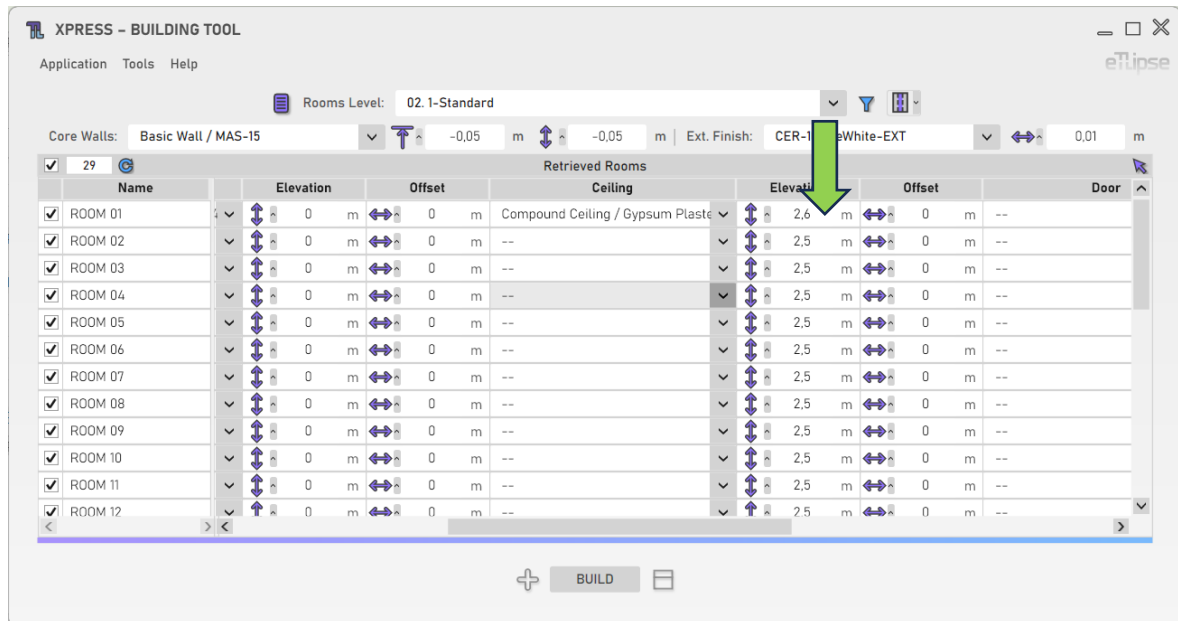 XPRESS – BUILDING TOOL
Application Tools Help
eTLipse
Rooms Level: 02. 1-Standard
Core Walls: Basic Wall / MAS-15 -0,05 m -0,05 m Ext. Finish: CER-1 eWhite-EXT 0,01 m
29 Retrieved Rooms
Name Elevation Offset Ceiling Elevati Offset Door
ROOM 01 0 m 0 m Compound Ceiling / Gypsum Plaste 2,6 m 0 m --
ROOM 02 0 m 0 m -- 2,5 m 0 m --
ROOM 03 0 m 0 m -- 2,5 m 0 m --
ROOM 04 0 m 0 m -- 2,5 m 0 m --
ROOM 05 0 m 0 m -- 2,5 m 0 m --
ROOM 06 0 m 0 m -- 2,5 m 0 m --
ROOM 07 0 m 0 m -- 2,5 m 0 m --
ROOM 08 0 m 0 m -- 2,5 m 0 m --
ROOM 09 0 m 0 m -- 2,5 m 0 m --
ROOM 10 0 m 0 m -- 2,5 m 0 m --
ROOM 11 0 m 0 m -- 2,5 m 0 m --
ROOM 12 0 m 0 m -- 2,5 m 0 m --
BUILD